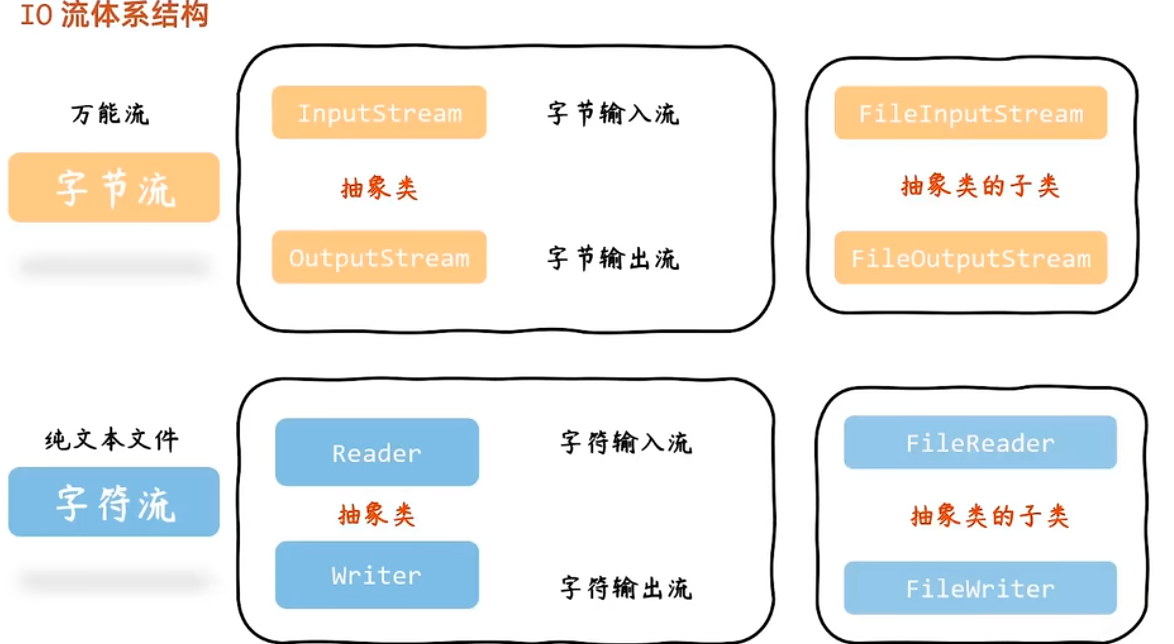 IO 流体系结构
万能流
字节流
InputStream 字节输入流
抽象类
OutputStream 字节输出流
FileInputStream
抽象类的子类
FileOutputStream
纯文本文件
字符流
Reader 字符输入流
抽象类
Writer 字符输出流
FileReader
抽象类的子类
FileWriter